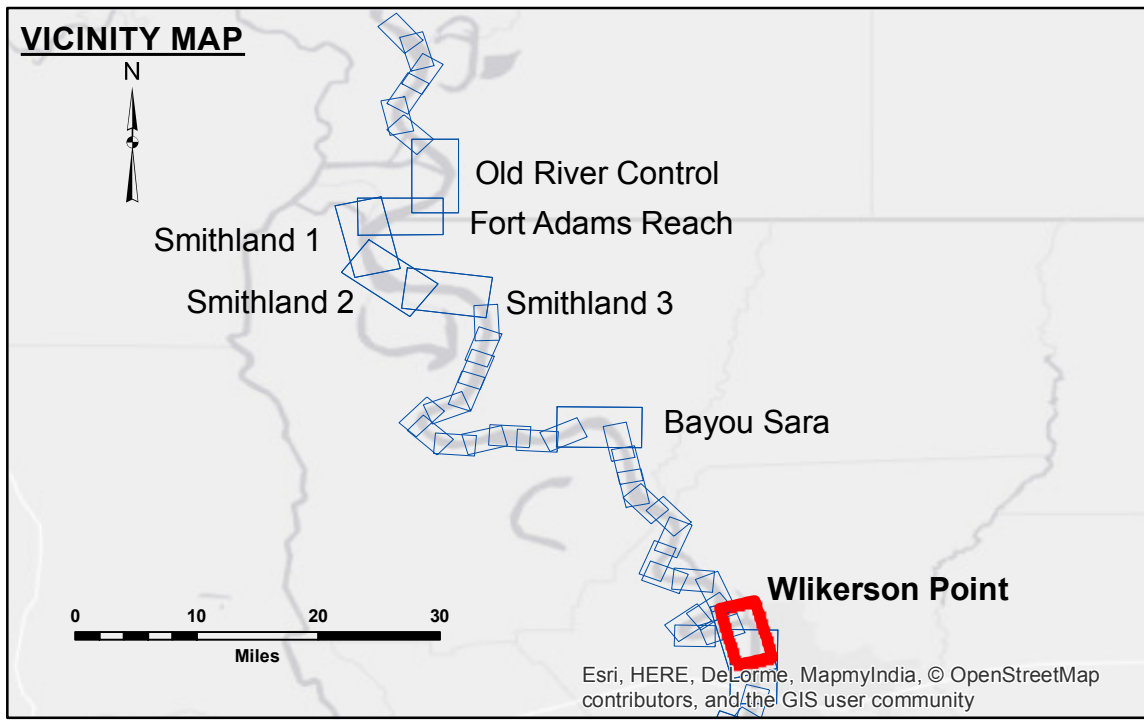 VICINITY MAP
N
Old River Control
Fort Adams Reach
Smithland 1
Smithland 2
Smithland 3
Bayou Sara
Wlikerson Point
0 10 20 30
Miles
Esri, HERE, DeLorme, MapmyIndia, © OpenStreetMap
contributors, and the GIS user community